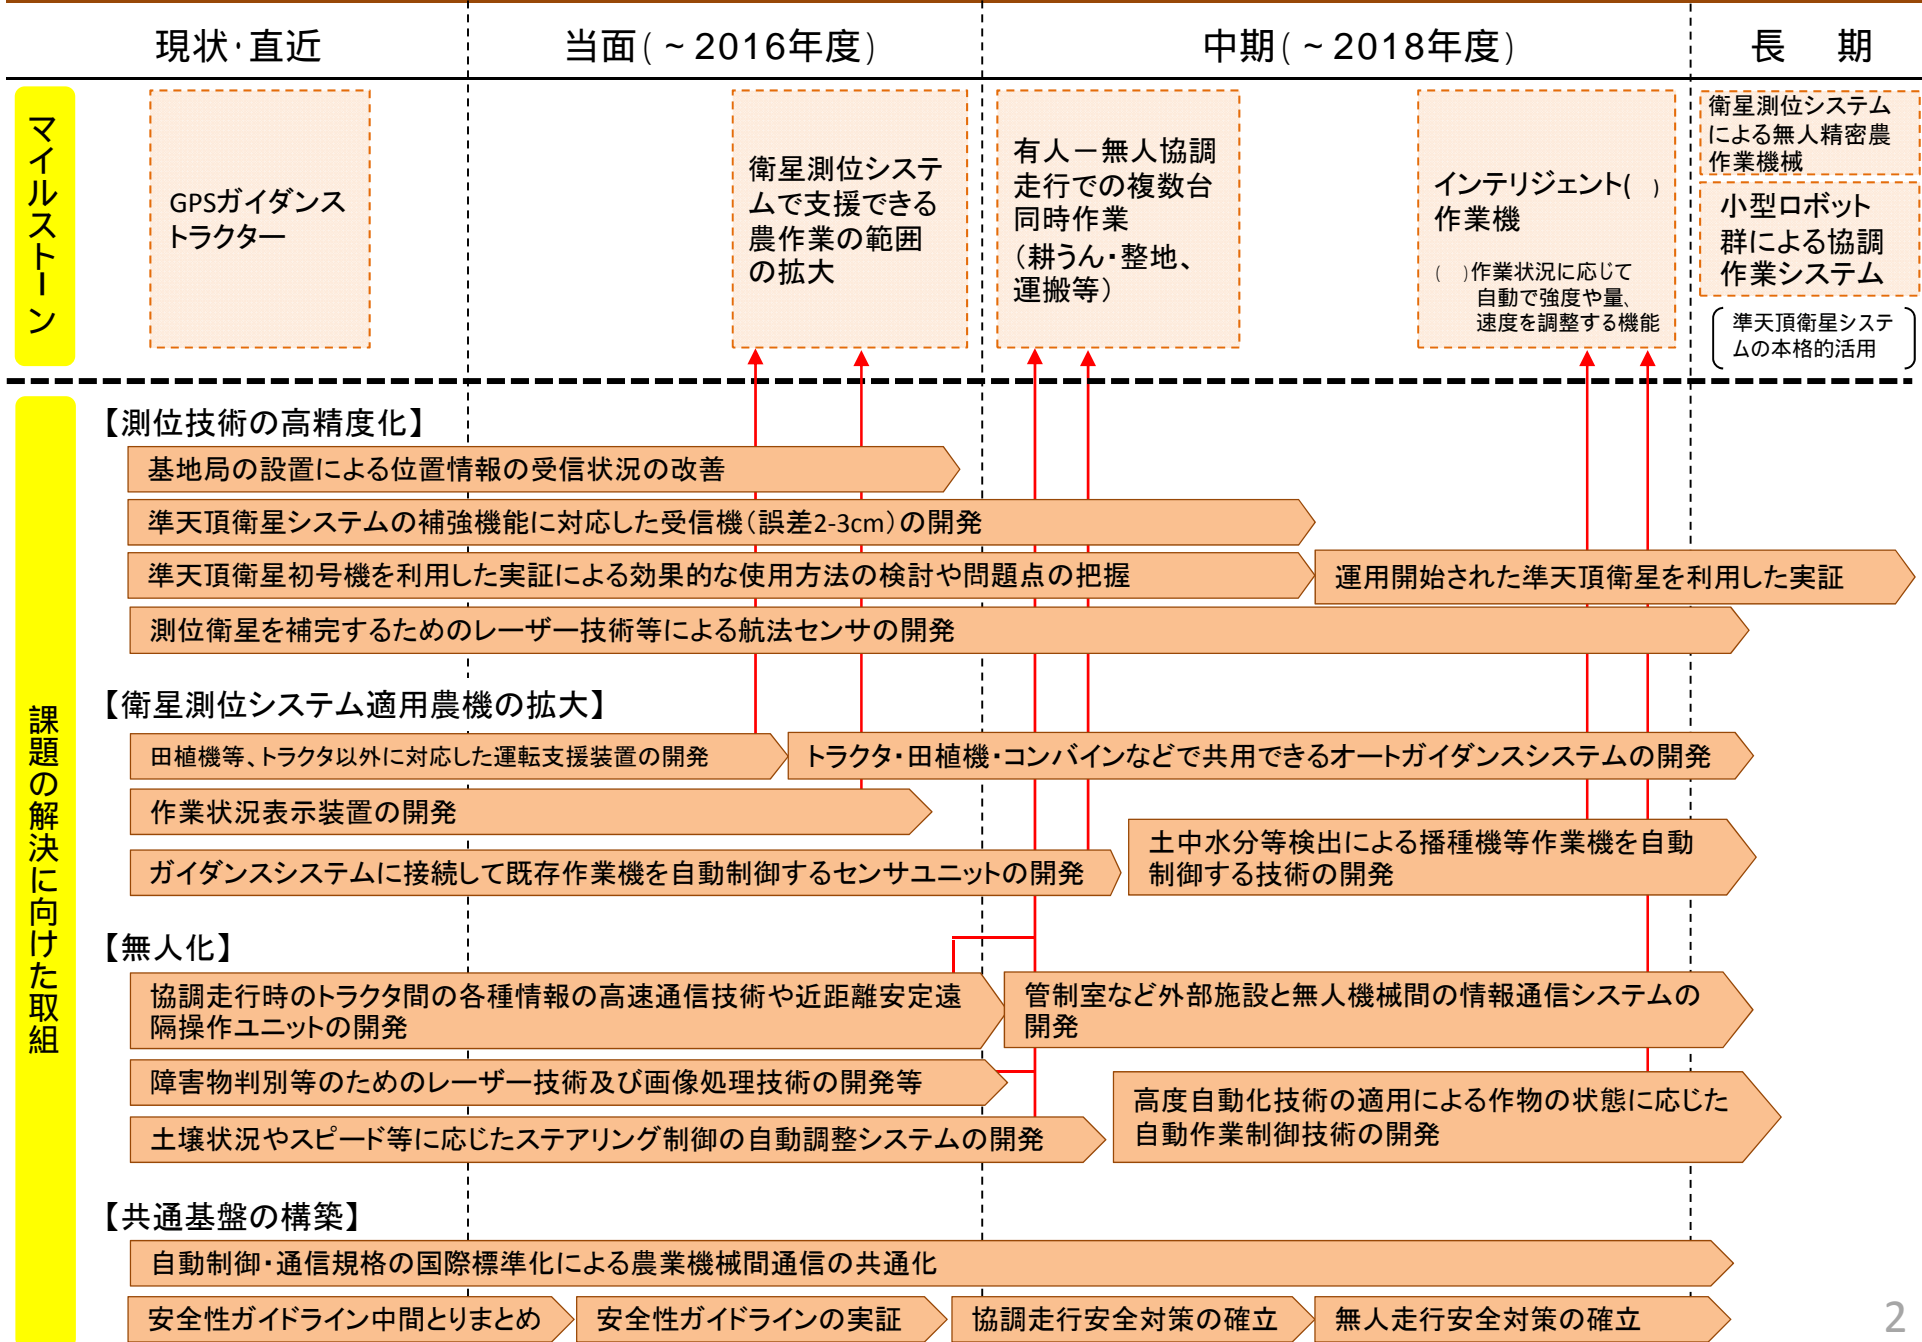 現状・直近
当面(~2016年度)
中期(~2018年度)
長　期
マイルストーン
GPSガイダンス
トラクター
衛星測位システ
ムで支援できる
農作業の範囲
の拡大
有人－無人協調
走行での複数台
同時作業
（耕うん・整地、
運搬等）
インテリジェント(　)
作業機
(　)作業状況に応じて
自動で強度や量、
速度を調整する機能
衛星測位システム
による無人精密農
作業機械
小型ロボット
群による協調
作業システム
準天頂衛星システ
ムの本格的活用
課題の解決に向けた取組
【測位技術の高精度化】
基地局の設置による位置情報の受信状況の改善
準天頂衛星システムの補強機能に対応した受信機（誤差2-3cm）の開発
準天頂衛星初号機を利用した実証による効果的な使用方法の検討や問題点の把握
運用開始された準天頂衛星を利用した実証
測位衛星を補完するためのレーザー技術等による航法センサの開発
【衛星測位システム適用農機の拡大】
田植機等、トラクタ以外に対応した運転支援装置の開発
トラクタ・田植機・コンバインなどで共用できるオートガイダンスシステムの開発
作業状況表示装置の開発
ガイダンスシステムに接続して既存作業機を自動制御するセンサユニットの開発
土中水分等検出による播種機等作業機を自動
制御する技術の開発
【無人化】
協調走行時のトラクタ間の各種情報の高速通信技術や近距離安定遠
隔操作ユニットの開発
管制室など外部施設と無人機械間の情報通信システムの
開発
障害物判別等のためのレーザー技術及び画像処理技術の開発等
土壌状況やスピード等に応じたステアリング制御の自動調整システムの開発
高度自動化技術の適用による作物の状態に応じた
自動作業制御技術の開発
【共通基盤の構築】
自動制御・通信規格の国際標準化による農業機械間通信の共通化
安全性ガイドライン中間とりまとめ
安全性ガイドラインの実証
協調走行安全対策の確立
無人走行安全対策の確立
2